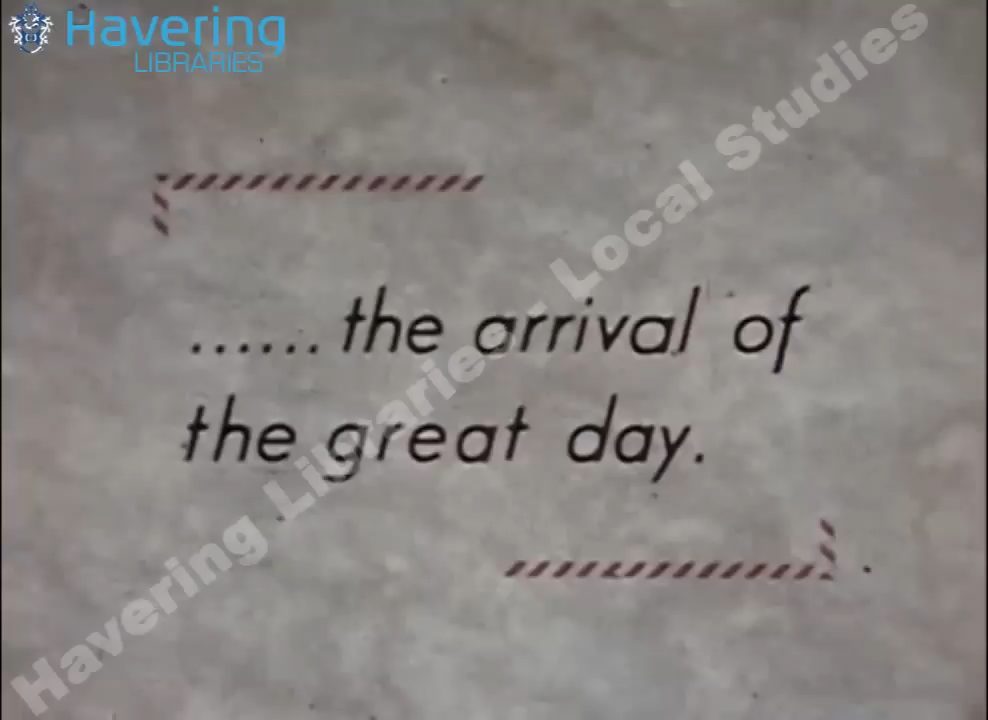 Havering
LIBRARIES
...... the arrival of
the great day.
Havering Libraries - Local Studies